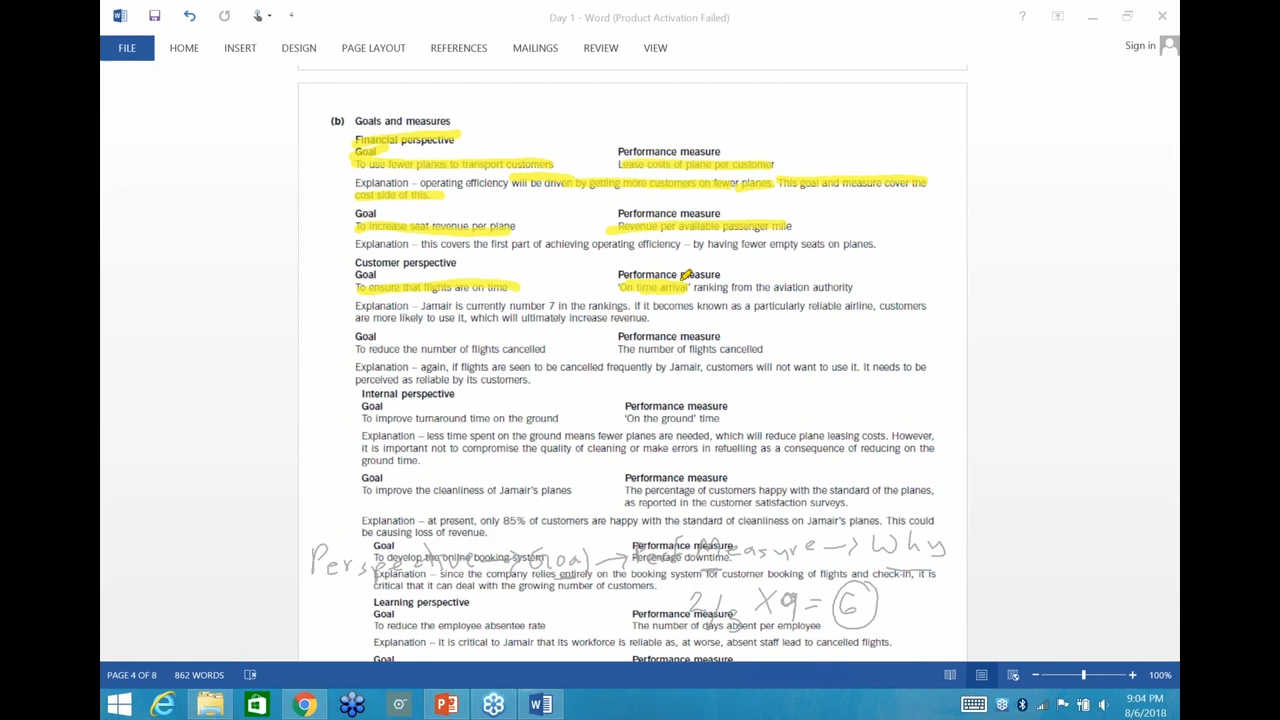 Day 1 - Word (Product Activation Failed)
FILE HOME INSERT DESIGN PAGE LAYOUT REFERENCES MAILINGS REVIEW VIEW Sign in
(b) Goals and measures
Financial perspective
Goal Performance measure
To use fewer planes to transport customers Lease costs of plane per customer
Explanation – operating efficiency will be driven by getting more customers on fewer planes. This goal and measure cover the
cost side of this.
Goal Performance measure
To increase seat revenue per plane Revenue per available passenger mile
Explanation – this covers the first part of achieving operating efficiency – by having fewer empty seats on planes.
Customer perspective
Goal Performance measure
To ensure that flights are on time ‘On time arrival’ ranking from the aviation authority
Explanation – Jamair is currently number 7 in the rankings. If it becomes known as a particularly reliable airline, customers
are more likely to use it, which will ultimately increase revenue.
Goal Performance measure
To reduce the number of flights cancelled The number of flights cancelled
Explanation – again, if flights are seen to be cancelled frequently by Jamair, customers will not want to use it. It needs to be
perceived as reliable by its customers.
Internal perspective
Goal Performance measure
To improve turnaround time on the ground ‘On the ground’ time
Explanation – less time spent on the ground means fewer planes are needed, which will reduce plane leasing costs. However,
it is important not to compromise the quality of cleaning or make errors in refuelling as a consequence of reducing on the
ground time.
Goal Performance measure
To improve the cleanliness of Jamair's planes The percentage of customers happy with the standard of the planes,
as reported in the customer satisfaction surveys.
Explanation – at present, only 85% of customers are happy with the standard of cleanliness on Jamair's planes. This could
be causing loss of revenue.
Goal Performance measure
To develop the online booking system Percentage downtime.
Perspective → Goal → Perf Measure → Why
Explanation – since the company relies entirely on the booking system for customer booking of flights and check-in, it is
critical that it can deal with the growing number of customers.
2/3 X 9 = 6
Learning perspective
Goal Performance measure
To reduce the employee absentee rate The number of days absent per employee
Explanation – it is critical to Jamair that its workforce is reliable as, at worse, absent staff lead to cancelled flights.
Goal Performance measure
PAGE 4 OF 8 862 WORDS 100%
9:04 PM
8/6/2018